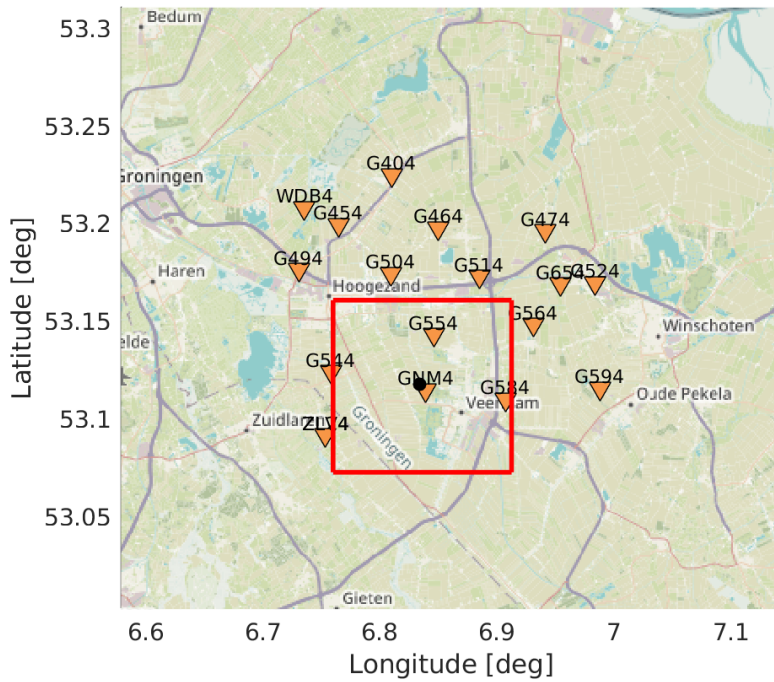 53.3
Bedum
53.25
G404
Groningen
WDB4
G454
G464
G474
53.2
G494
G504
G514
G654
G524
Haren
Hoogezand
53.15
G554
G564
Winschoten
elde
G544
GNM4
G584
G594
Oude Pekela
53.1
Zuidlaren
ZLV4
Veendam
Groningen
53.05
Gieten
6.6
6.7
6.8
6.9
7
7.1
Longitude [deg]
Latitude [deg]